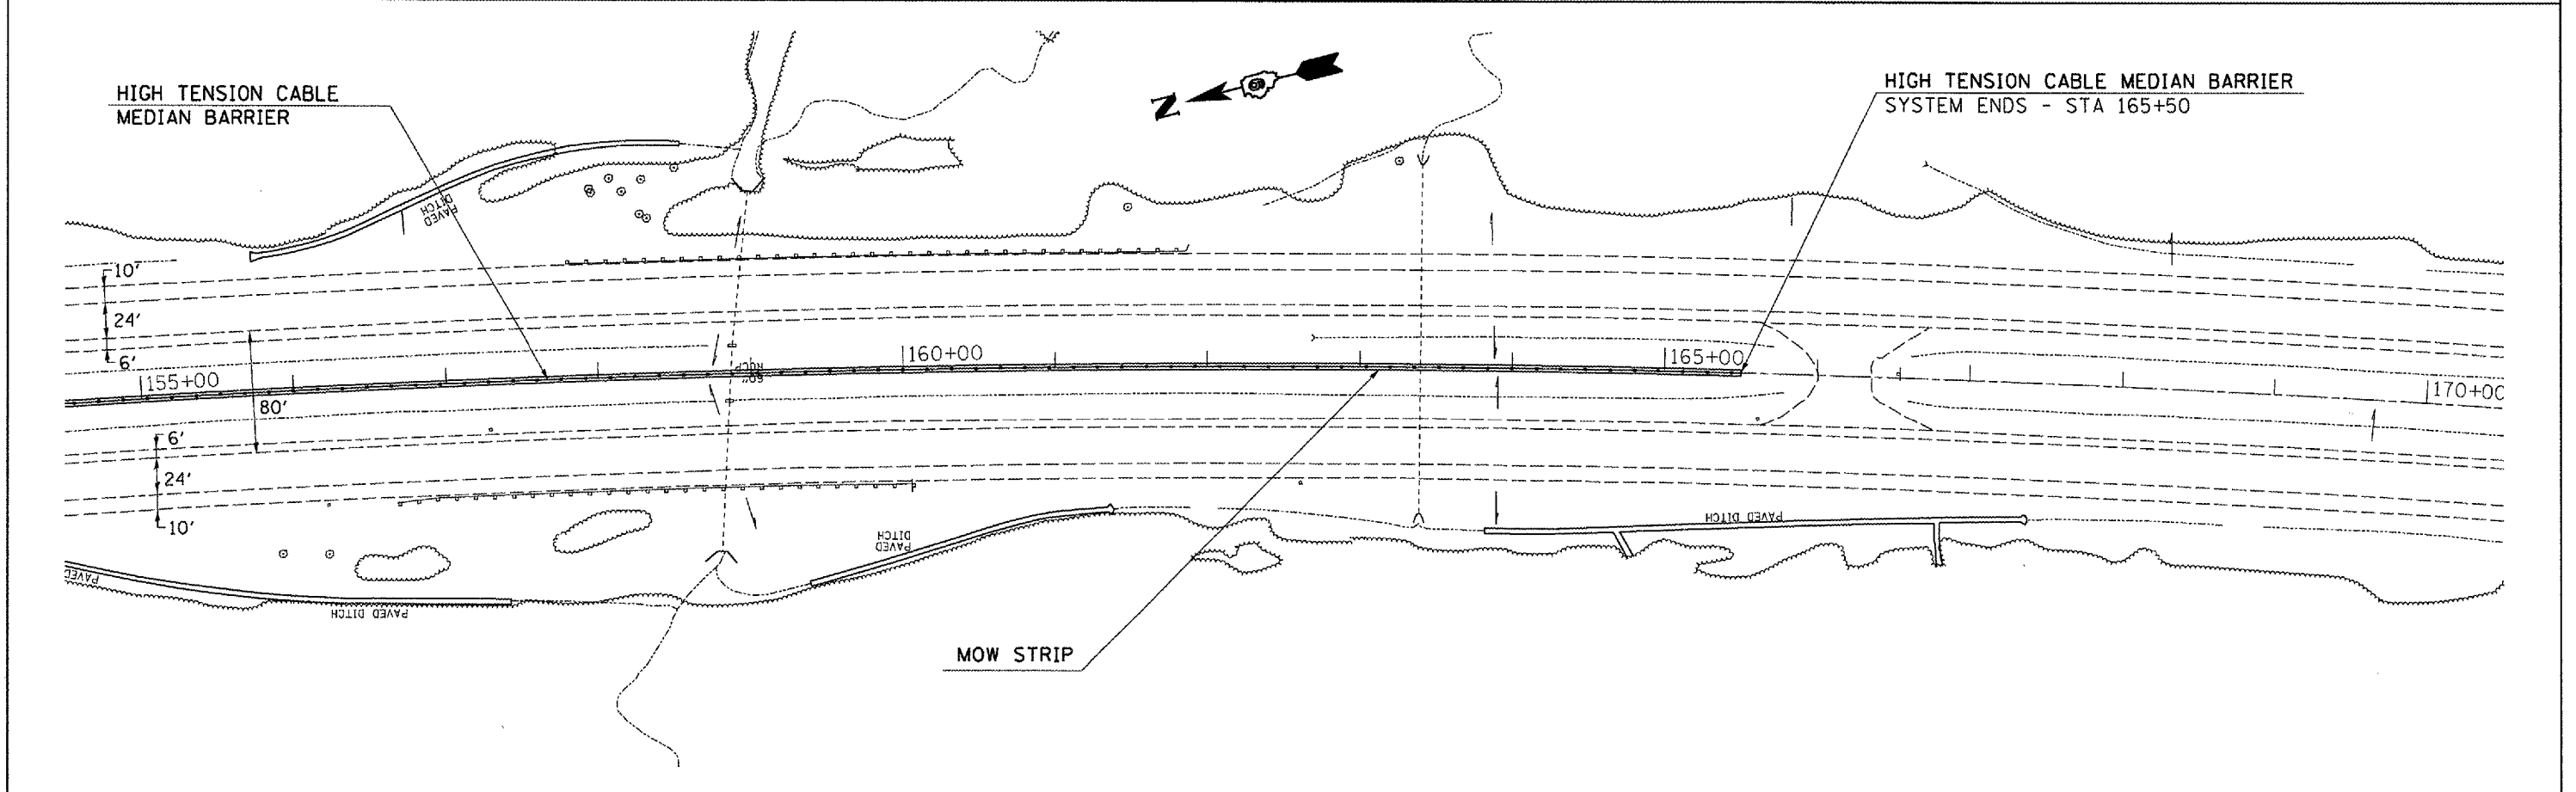 HIGH TENSION CABLE
MEDIAN BARRIER
N
HIGH TENSION CABLE MEDIAN BARRIER
SYSTEM ENDS - STA 165+50
PAVED
DITCH
10'
24'
6'
155+00
80'
60"
RCCP
160+00
165+00
170+00
6'
24'
10'
PAVED
DITCH
PAVED DITCH
PAVED
PAVED DITCH
MOW STRIP